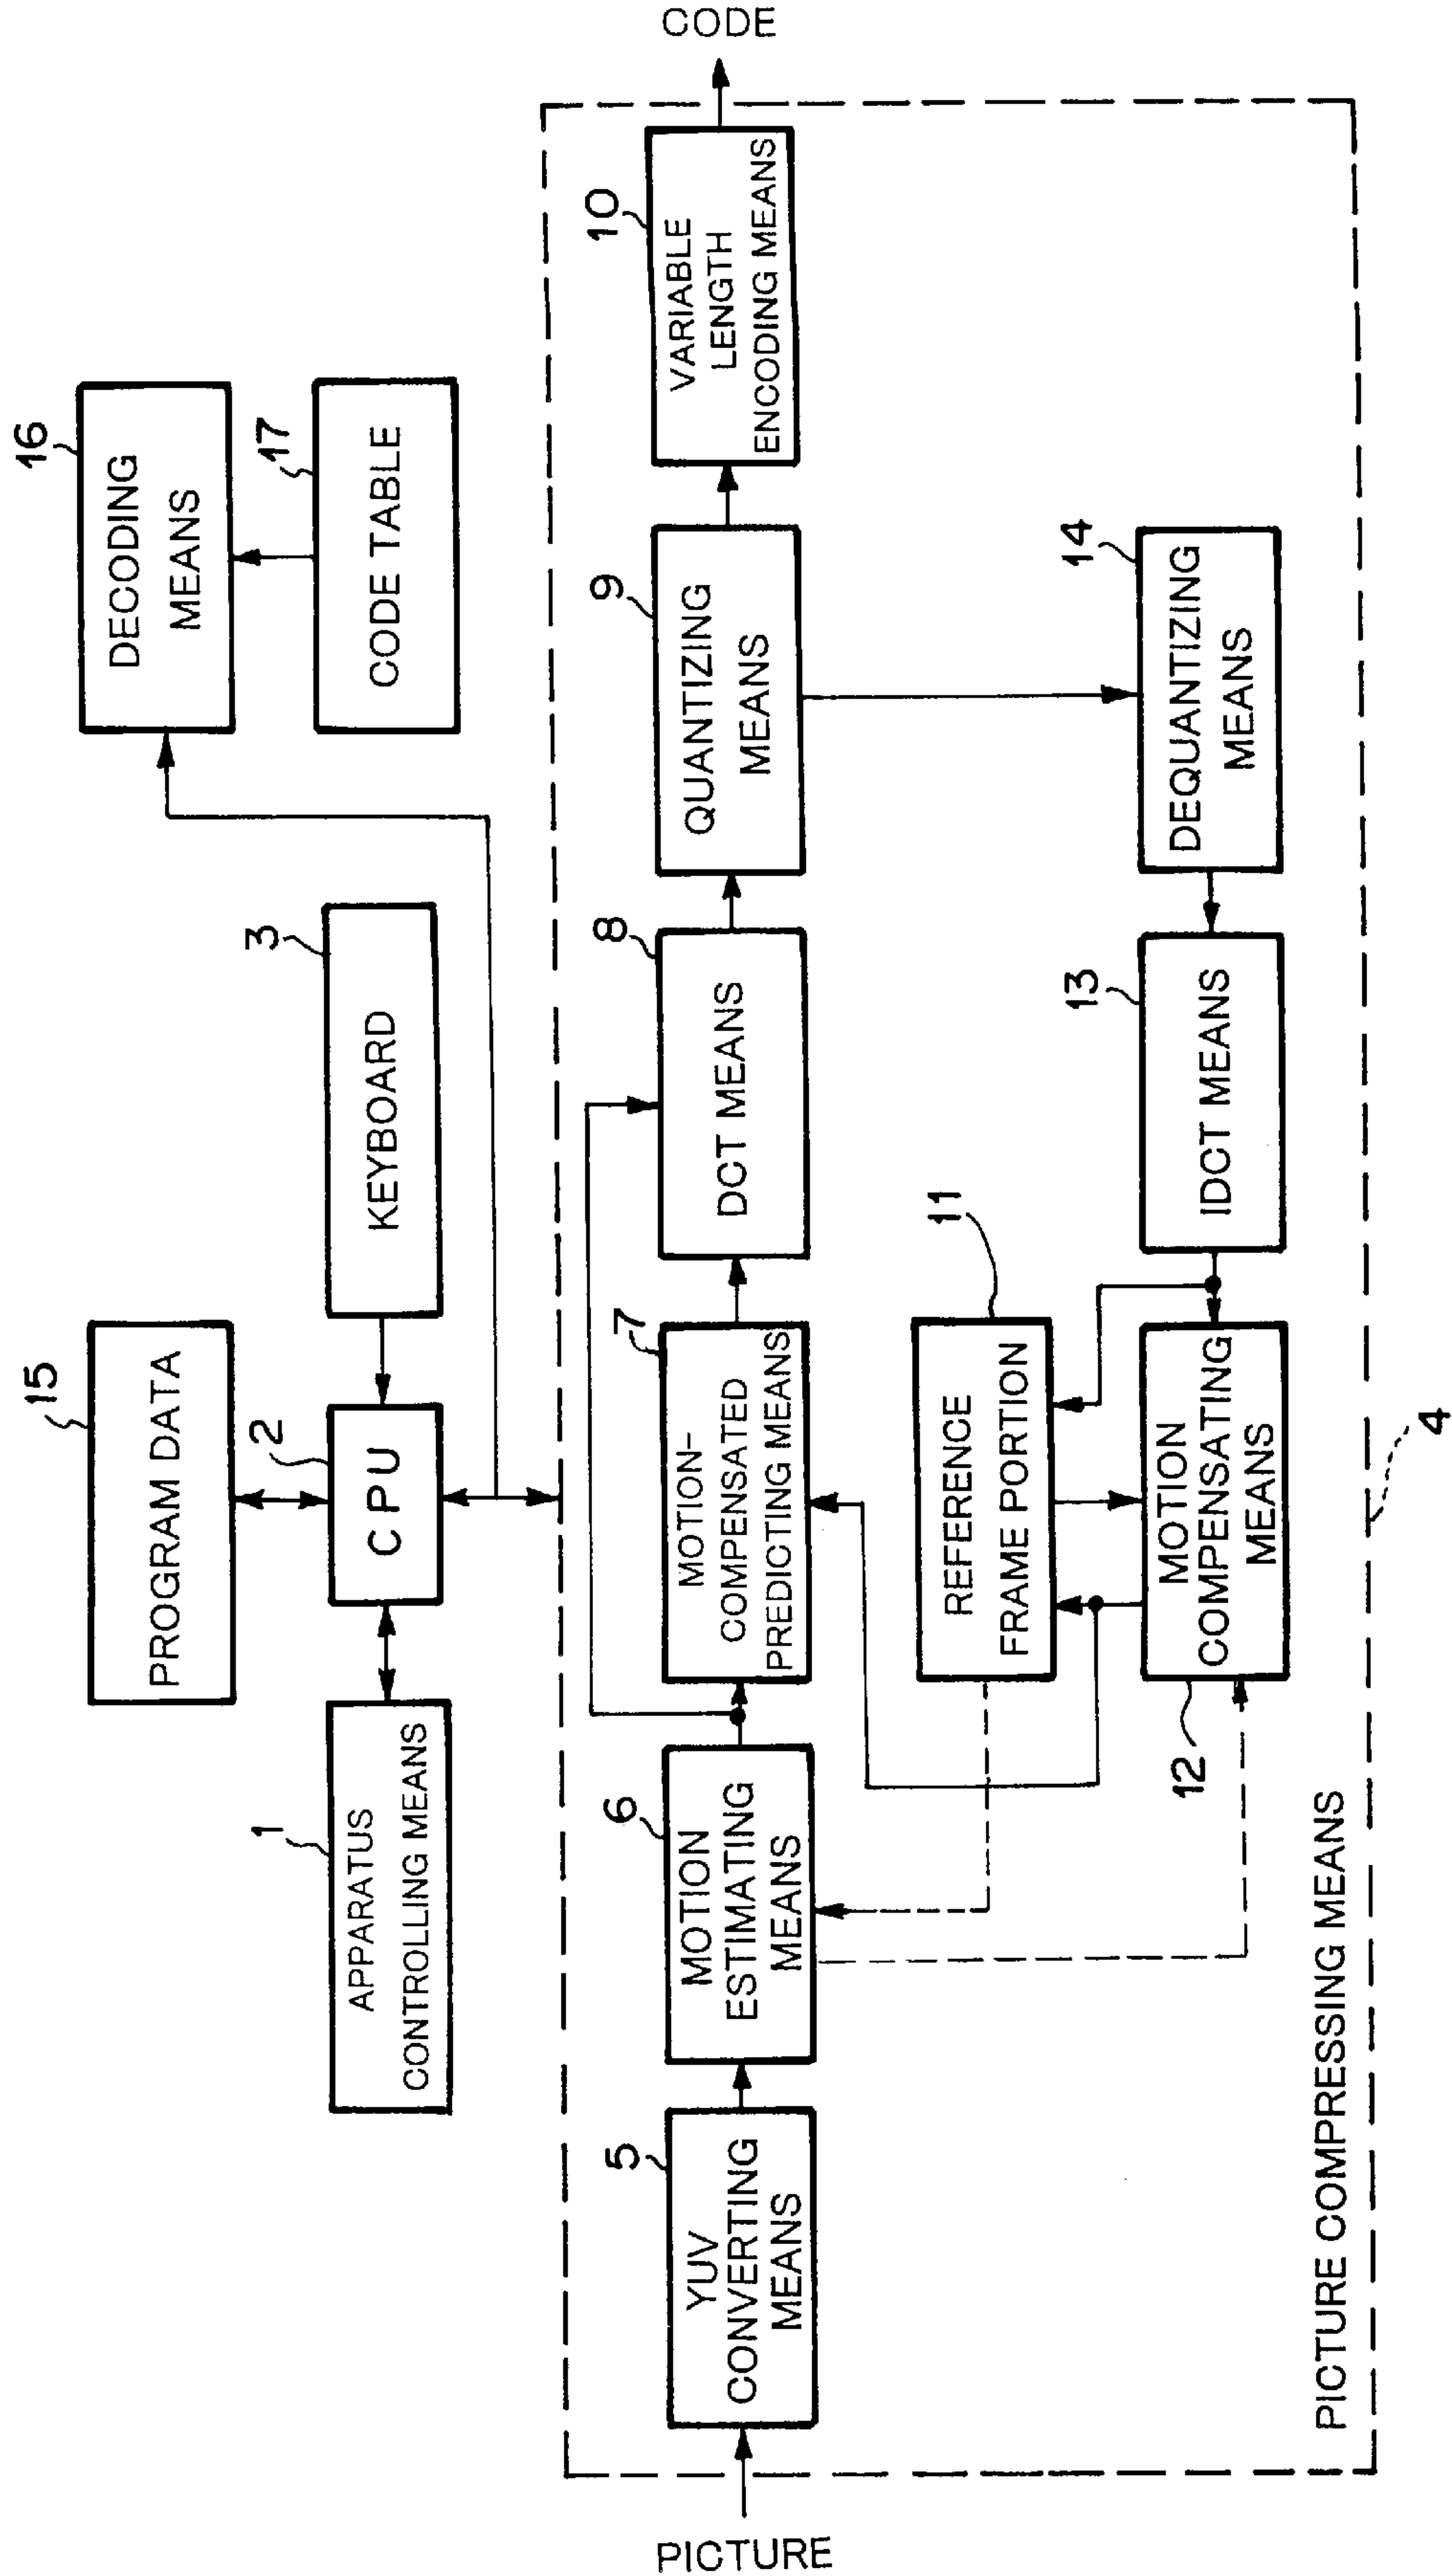 15
PROGRAM DATA
16
DECODING
MEANS
1
APPARATUS
CONTROLLING MEANS
2
CPU
3
KEYBOARD
17
CODE TABLE
PICTURE
5
YUV
CONVERTING
MEANS
6
MOTION
ESTIMATING
MEANS
7
MOTION-
COMPENSATED
PREDICTING MEANS
8
DCT MEANS
9
QUANTIZING
MEANS
10
VARIABLE
LENGTH
ENCODING MEANS
CODE
11
REFERENCE
FRAME PORTION
12
MOTION
COMPENSATING
MEANS
13
IDCT MEANS
14
DEQUANTIZING
MEANS
PICTURE COMPRESSING MEANS
4